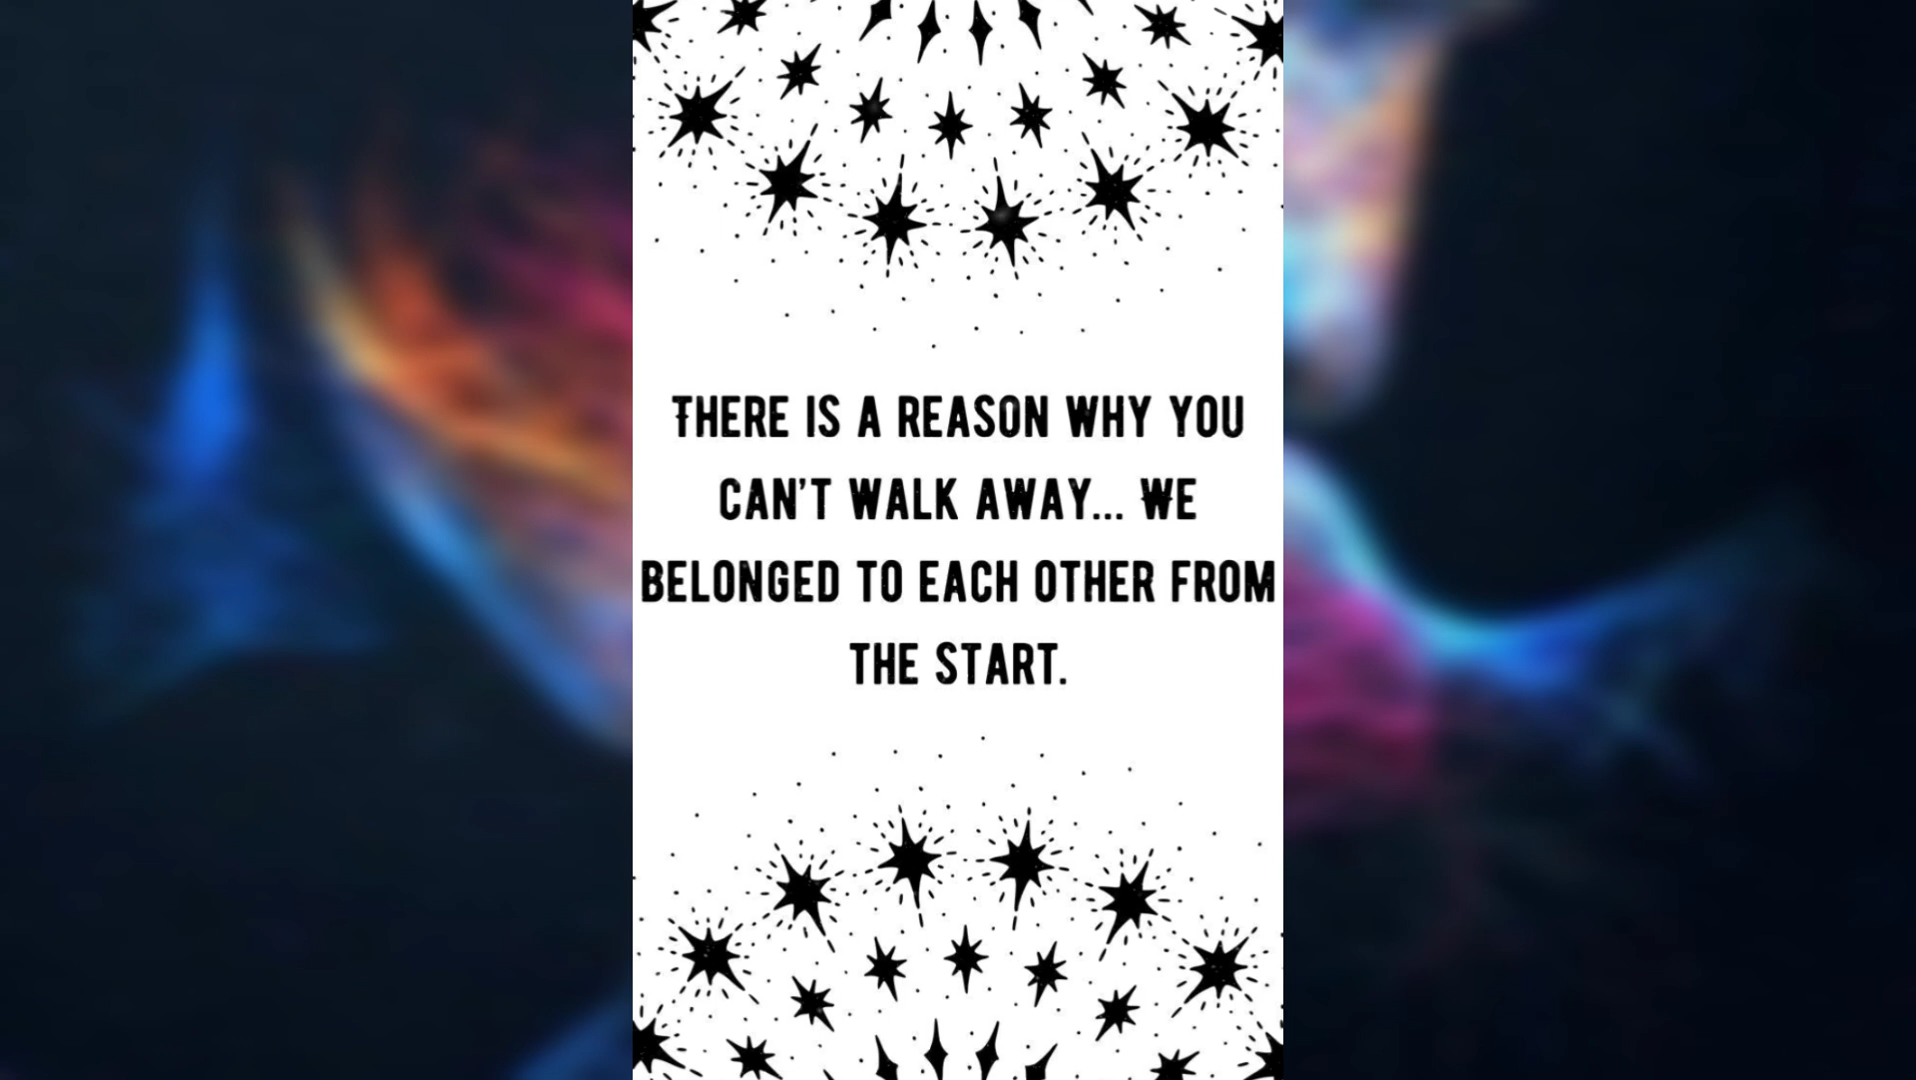 THERE IS A REASON WHY YOU
CAN'T WALK AWAY... WE
BELONGED TO EACH OTHER FROM
THE START.